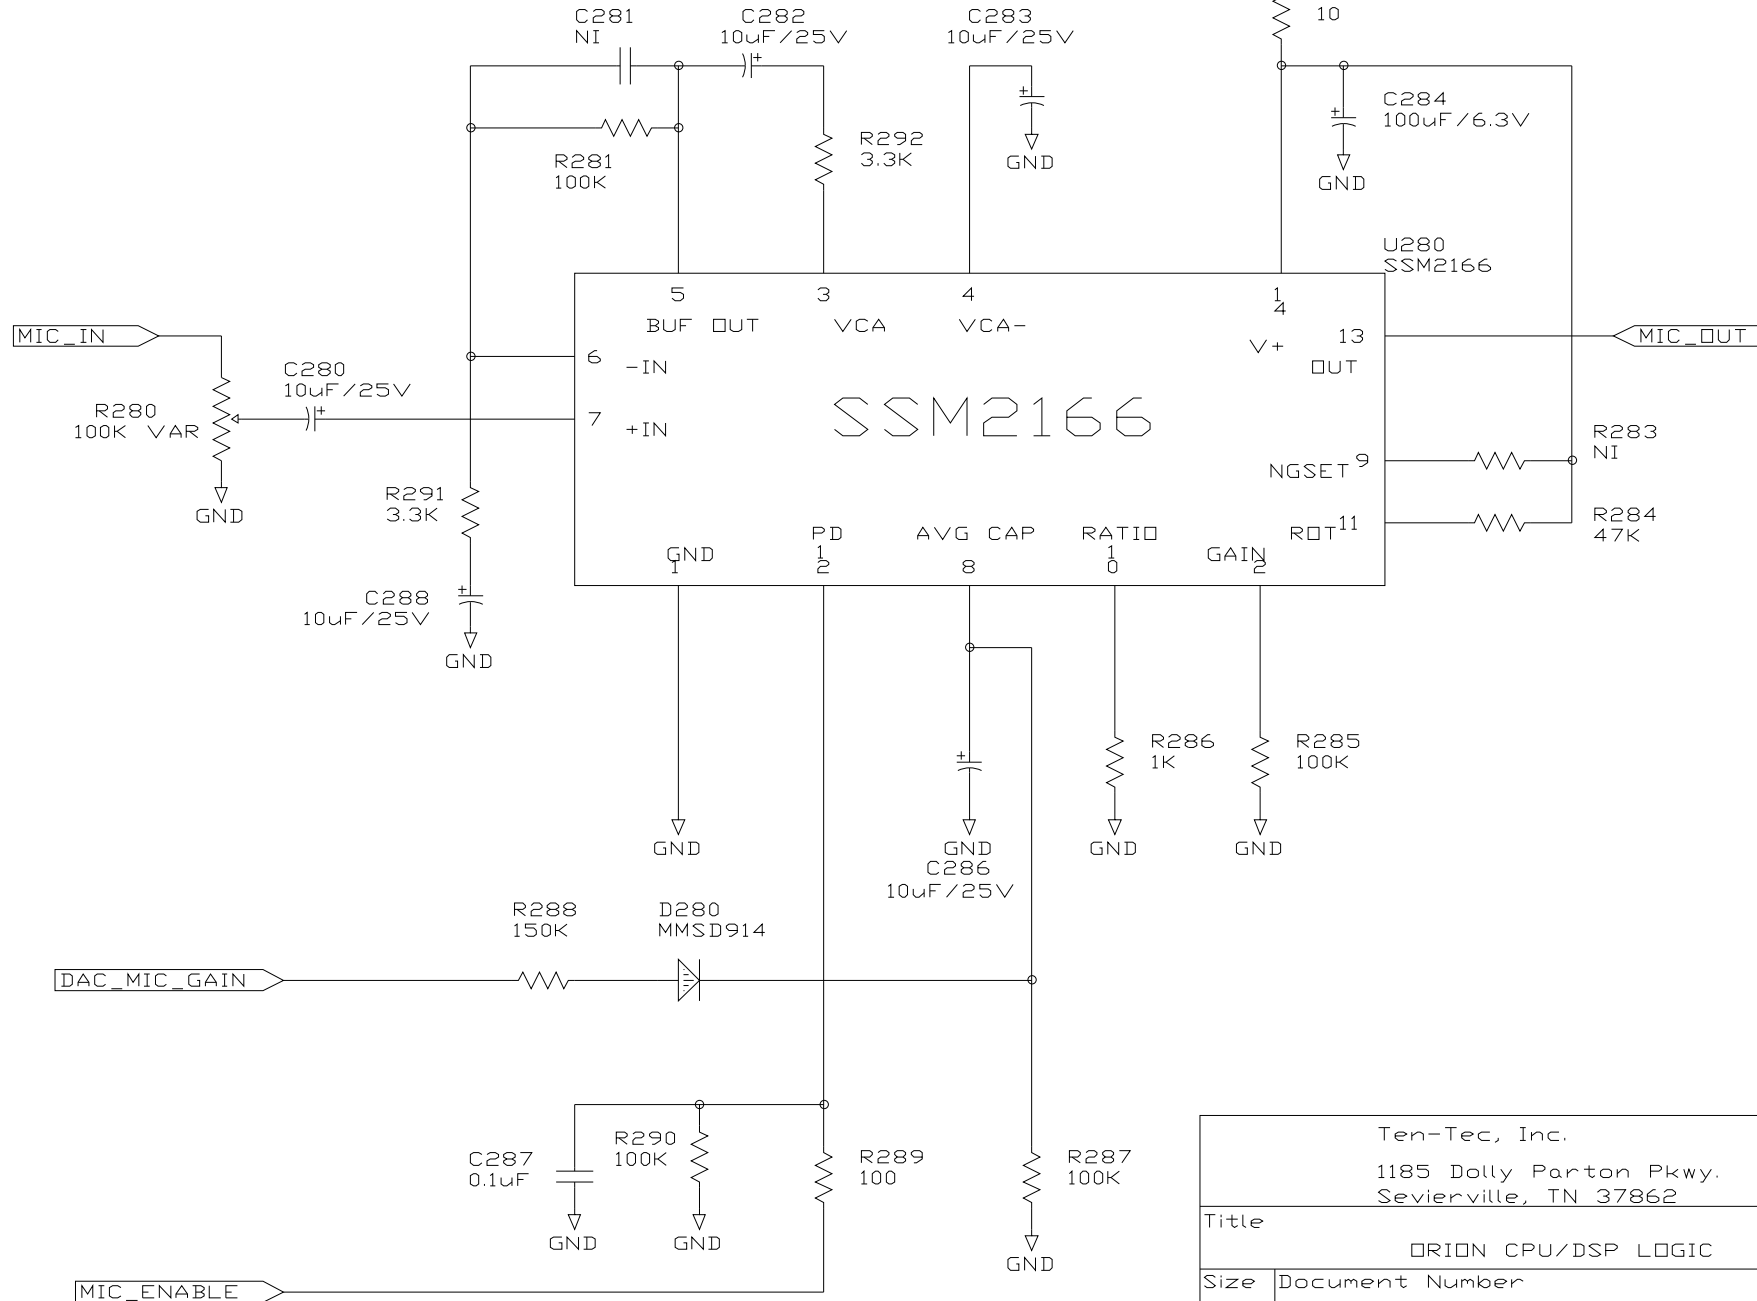 C281
NI
C282
10uF/25V
C283
10uF/25V
10
C284
100uF/6.3V
GND
R292
3.3K
GND
R281
100K
U280
SSM2166
5
3
4
1
4
BUF OUT
VCA
VCA-
V+
13
OUT
MIC_IN
MIC_OUT
6
-IN
C280
10uF/25V
R280
100K VAR
7
+IN
SSM2166
NGSET
9
R283
NI
GND
R291
3.3K
ROT
11
R284
47K
GND
1
PD
1
2
AVG CAP
8
RATIO
1
0
GAIN
2
C288
10uF/25V
GND
R286
1K
R285
100K
GND
GND
GND
GND
C286
10uF/25V
R288
150K
D280
MMSD914
DAC_MIC_GAIN
C287
0.1uF
R290
100K
R289
100
R287
100K
GND
GND
GND
MIC_ENABLE
Ten-Tec, Inc.
1185 Dolly Parton Pkwy.
Sevierville, TN 37862
Title
ORION CPU/DSP LOGIC
Size
Document Number